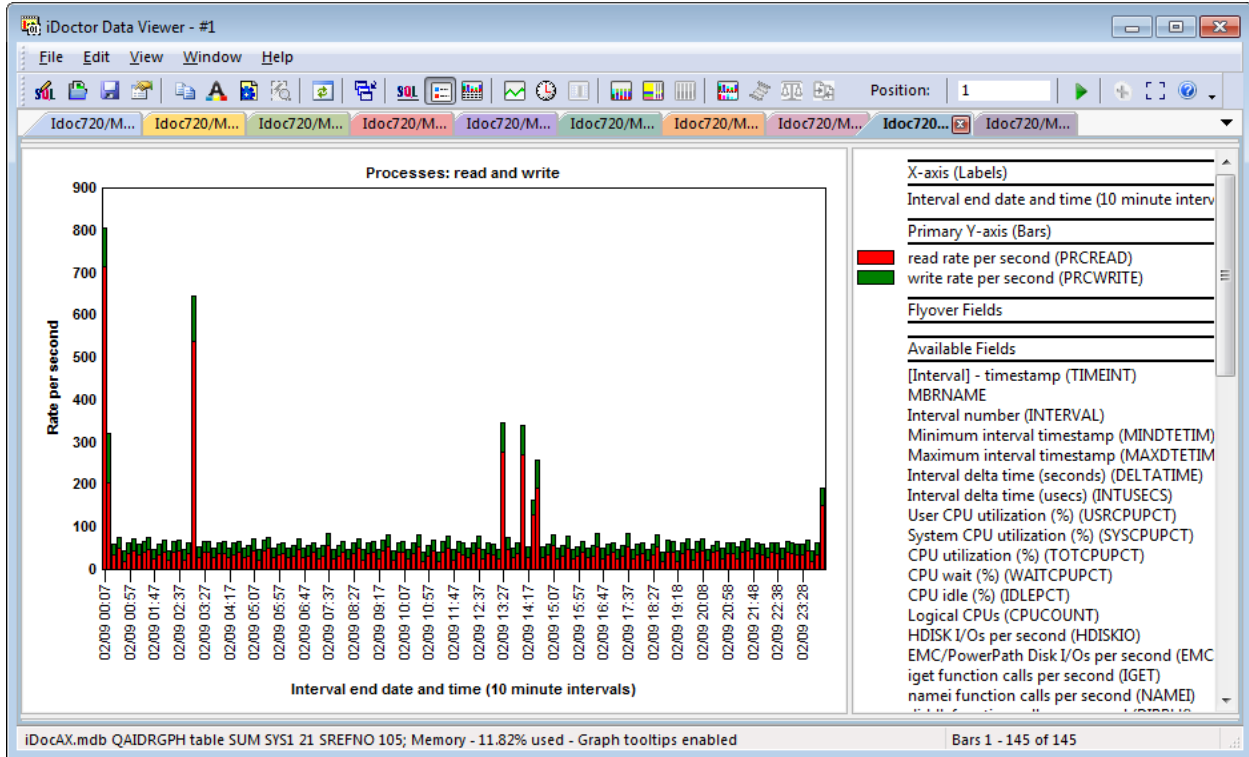 iDoctor Data Viewer - #1
File Edit View Window Help
SQL Position: 1
Idoc720/M... Idoc720/M... Idoc720/M... Idoc720/M... Idoc720/M... Idoc720/M... Idoc720/M... Idoc720/M... Idoc720... Idoc720/M...
Processes: read and write
900
800
700
600
500
400
300
200
100
0
Rate per second
02/09 00:07
02/09 00:57
02/09 01:47
02/09 02:37
02/09 03:27
02/09 04:17
02/09 05:07
02/09 05:57
02/09 06:47
02/09 07:37
02/09 08:27
02/09 09:17
02/09 10:07
02/09 10:57
02/09 11:47
02/09 12:37
02/09 13:27
02/09 14:17
02/09 15:07
02/09 15:57
02/09 16:47
02/09 17:37
02/09 18:27
02/09 19:18
02/09 20:08
02/09 20:58
02/09 21:48
02/09 22:38
02/09 23:28
Interval end date and time (10 minute intervals)
X-axis (Labels)
Interval end date and time (10 minute interv
Primary Y-axis (Bars)
read rate per second (PRCREAD)
write rate per second (PRCWRITE)
Flyover Fields
Available Fields
[Interval] - timestamp (TIMEINT)
MBRNAME
Interval number (INTERVAL)
Minimum interval timestamp (MINDTETIM)
Maximum interval timestamp (MAXDTETIM
Interval delta time (seconds) (DELTATIME)
Interval delta time (usecs) (INTUSECS)
User CPU utilization (%) (USRCPUPCT)
System CPU utilization (%) (SYSCPUPCT)
CPU utilization (%) (TOTCPUPCT)
CPU wait (%) (WAITCPUPCT)
CPU idle (%) (IDLEPCT)
Logical CPUs (CPUCOUNT)
HDISK I/Os per second (HDISKIO)
EMC/PowerPath Disk I/Os per second (EMC
iget function calls per second (IGET)
namei function calls per second (NAMEI)
iDocAX.mdb QAIDRGPH table SUM SYS1 21 SREFNO 105; Memory - 11.82% used - Graph tooltips enabled
Bars 1 - 145 of 145